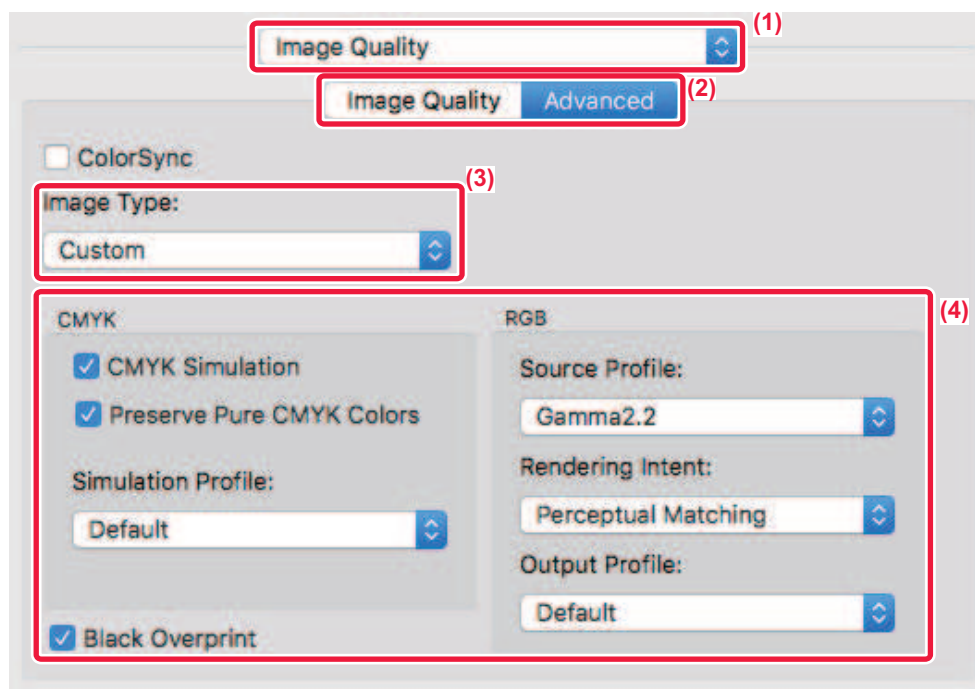 (1)
Image Quality
(2)
Image Quality Advanced
ColorSync
(3)
Image Type:
Custom
(4)
CMYK
CMYK Simulation
Preserve Pure CMYK Colors
Simulation Profile:
Default
Black Overprint
RGB
Source Profile:
Gamma2.2
Rendering Intent:
Perceptual Matching
Output Profile:
Default